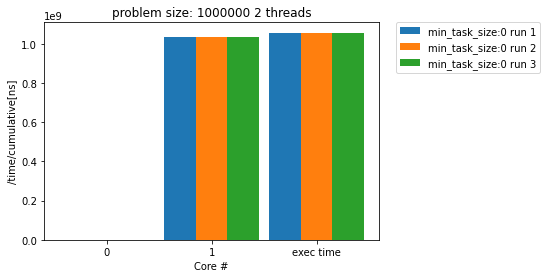 problem size: 1000000 2 threads
1e9
1.0
0.8
0.6
0.4
0.2
0.0
/time/cumulative[ns]
0 1 exec time
Core #
min_task_size:0 run 1
min_task_size:0 run 2
min_task_size:0 run 3